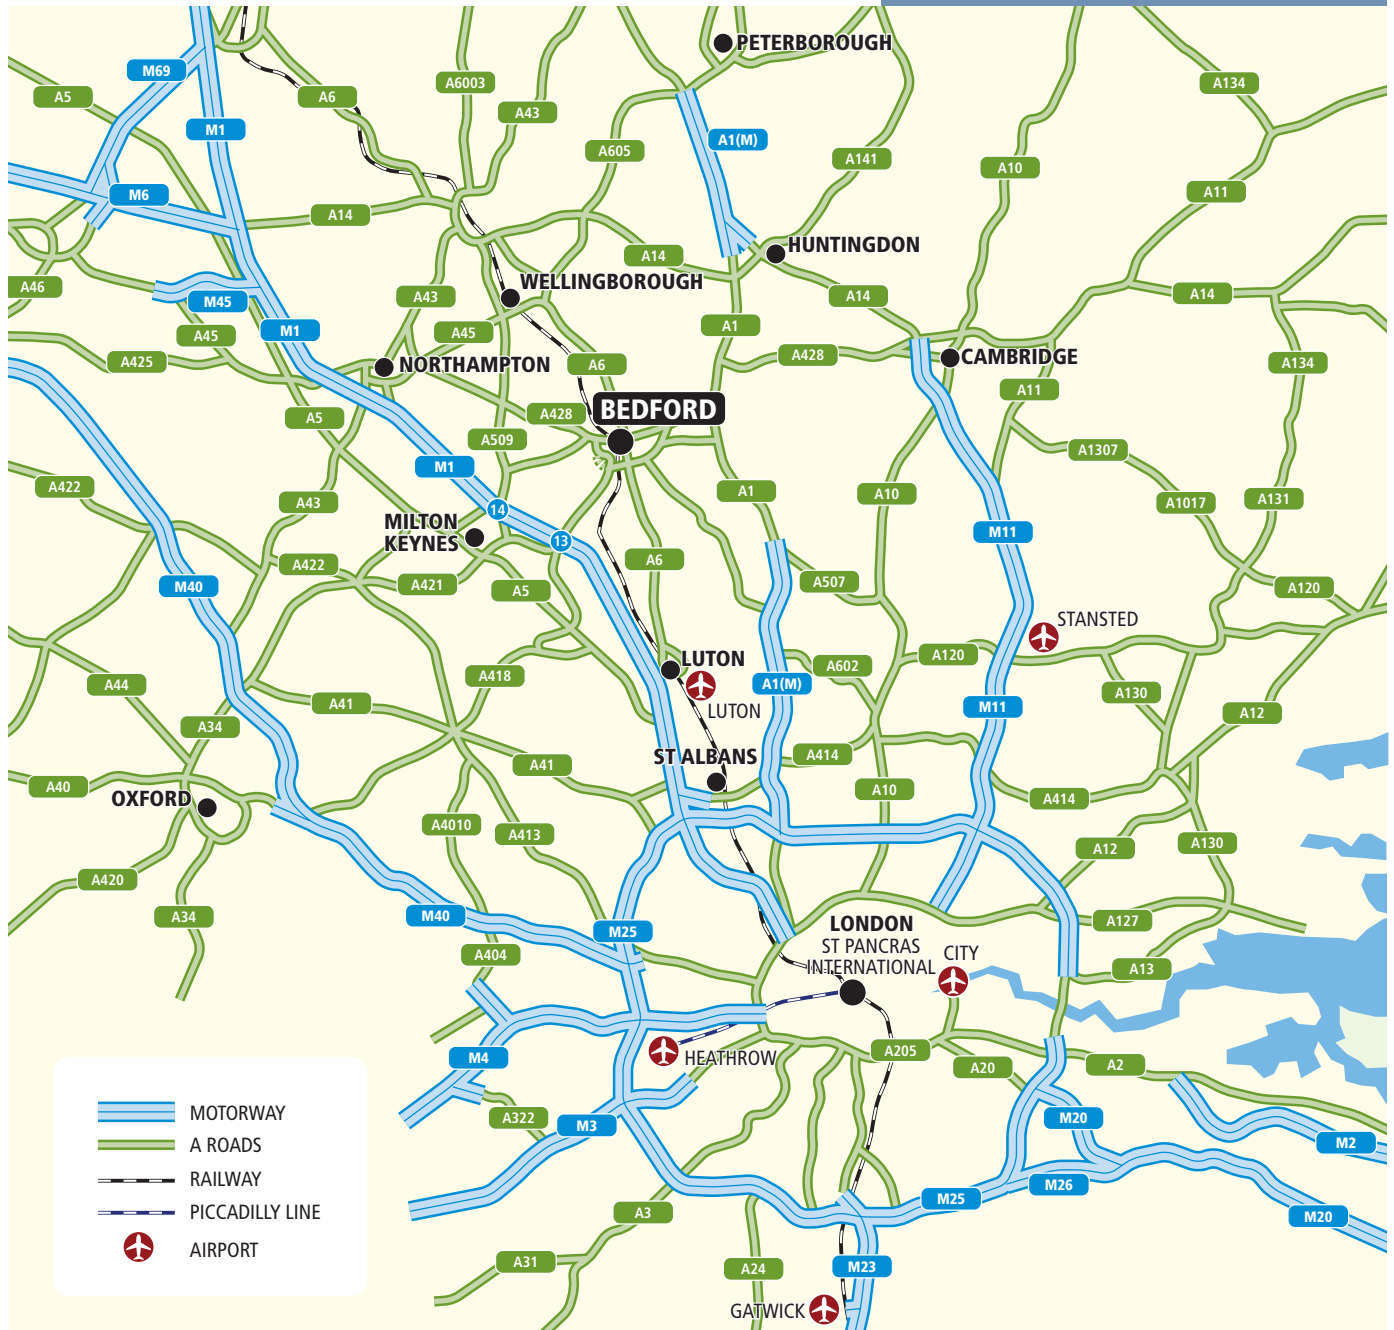 PETERBOROUGH
M69
A5
A6
A6003
A43
M1
A1(M)
A134
A605
A141
A10
A11
M6
A14
HUNTINGDON
A14
A46
WELLINGBOROUGH
M45
A43
A14
A14
A45
M1
A45
A1
A425
NORTHAMPTON
A6
A428
CAMBRIDGE
A134
A11
A5
A428
BEDFORD
A509
M1
A1307
A422
A43
14
A1
A10
A1017
A131
MILTON
KEYNES
13
M11
A422
A421
A5
A6
A507
A120
M40
STANSTED
LUTON
A120
A602
A44
A418
A1(M)
A130
A41
LUTON
M11
A12
A34
ST ALBANS
A414
A40
A41
OXFORD
A10
A414
A4010
A413
A12
A130
A420
A34
M40
M25
LONDON
ST PANCRAS
INTERNATIONAL
CITY
A127
A404
A13
M4
HEATHROW
A205
A20
A2
A322
M3
M20
M2
MOTORWAY
A ROADS
RAILWAY
PICCADILLY LINE
AIRPORT
M25
M26
A3
M20
A31
A24
M23
GATWICK